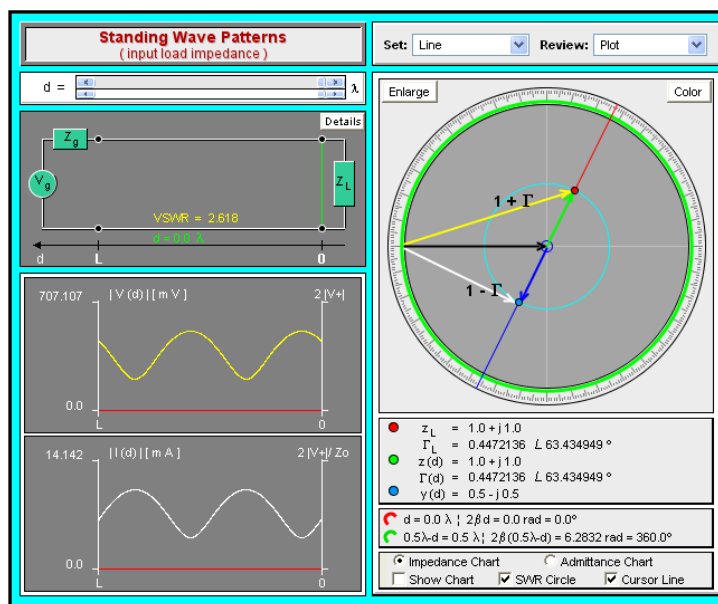 Standing Wave Patterns
( input load impedance )
Set: Line Review: Plot
d = λ
Enlarge Color
Details
Zg
Vg
ZL
VSWR = 2.618
d = 0.0 λ
d L 0
1 + Γ
1 - Γ
707.107 | V (d) | [ m V ] 2 |V+|
0.0
L 0
14.142 | I (d) | [ m A ] 2 |V+|/ Zo
0.0
L 0
zL = 1.0 + j 1.0
ΓL = 0.4472136 ∠ 63.434949 °
z (d) = 1.0 + j 1.0
Γ(d) = 0.4472136 ∠ 63.434949 °
y (d) = 0.5 - j 0.5
d = 0.0 λ ¦ 2β d = 0.0 rad = 0.0°
0.5λ-d = 0.5 λ ¦ 2β (0.5λ-d) = 6.2832 rad = 360.0°
Impedance Chart Admittance Chart
Show Chart SWR Circle Cursor Line